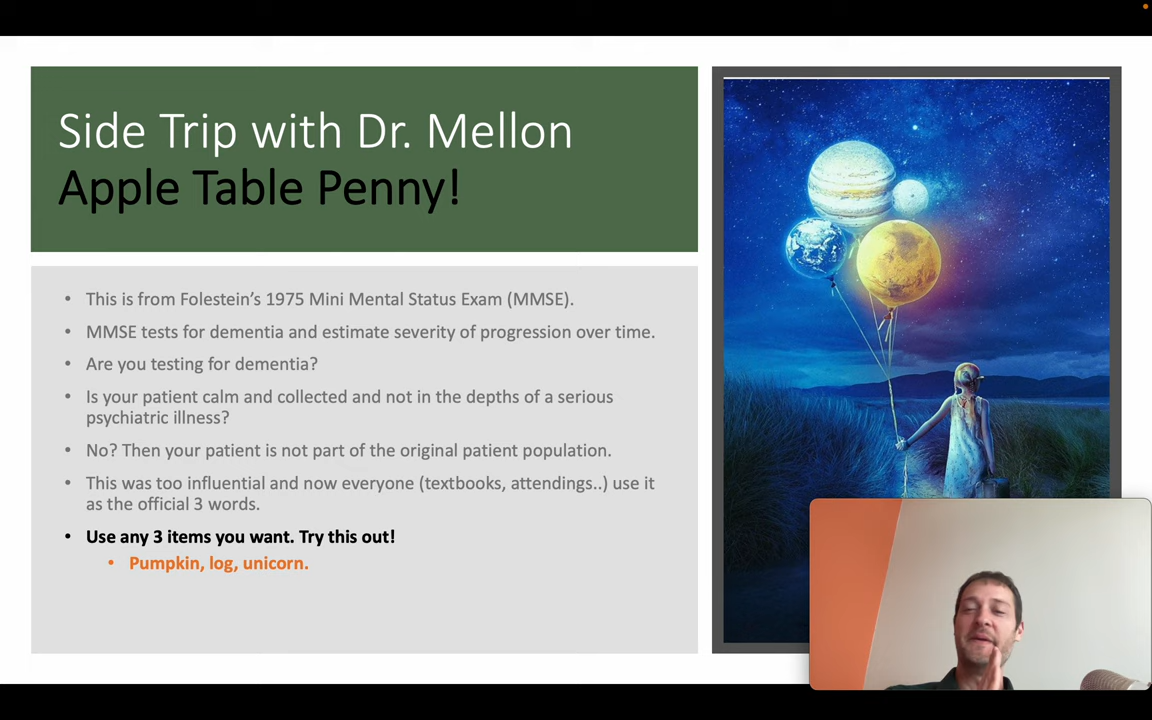 Side Trip with Dr. Mellon
Apple Table Penny!
• This is from Folestein's 1975 Mini Mental Status Exam (MMSE).
• MMSE tests for dementia and estimate severity of progression over time.
• Are you testing for dementia?
• Is your patient calm and collected and not in the depths of a serious
psychiatric illness?
• No? Then your patient is not part of the original patient population.
• This was too influential and now everyone (textbooks, attendings..) use it
as the official 3 words.
• Use any 3 items you want. Try this out!
• Pumpkin, log, unicorn.